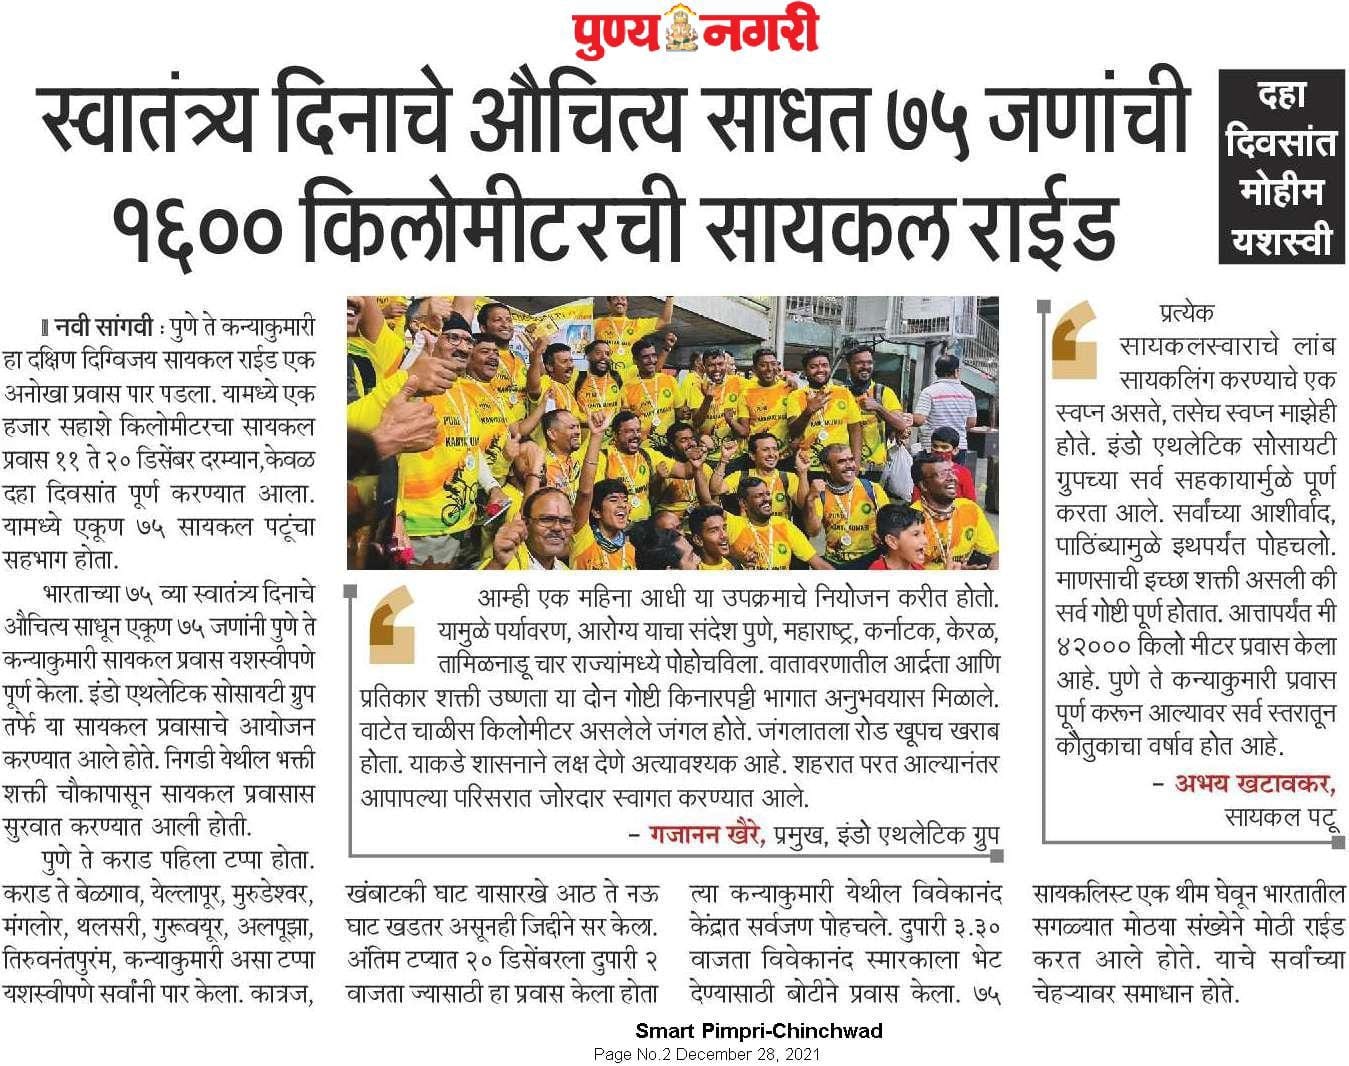 पुण्य नगरी
स्वातंत्र्य दिनाचे औचित्य साधत ७५ जणांची
१६०० किलोमीटरची सायकल राईड
दहा
दिवसांत
मोहीम
यशस्वी
नवी सांगवी : पुणे ते कन्याकुमारी
हा दक्षिण दिग्विजय सायकल राईड एक
अनोखा प्रवास पार पडला. यामध्ये एक
हजार सहाशे किलोमीटरचा सायकल
प्रवास ११ ते २० डिसेंबर दरम्यान,केवळ
दहा दिवसांत पूर्ण करण्यात आला.
यामध्ये एकूण ७५ सायकल पटूंचा
सहभाग होता.
भारताच्या ७५ व्या स्वातंत्र्य दिनाचे
औचित्य साधून एकूण ७५ जणांनी पुणे ते
कन्याकुमारी सायकल प्रवास यशस्वीपणे
पूर्ण केला. इंडो एथलेटिक सोसायटी ग्रुप
तर्फे या सायकल प्रवासाचे आयोजन
करण्यात आले होते. निगडी येथील भक्ती
शक्ती चौकापासून सायकल प्रवासास
सुरवात करण्यात आली होती.
पुणे ते कराड पहिला टप्पा होता.
कराड ते बेळगाव, येल्लापूर, मुरुडेश्वर,
मंगलोर, थलसरी, गुरूवयूर, अलपूझा,
तिरुवनंतपुरंम, कन्याकुमारी असा टप्पा
यशस्वीपणे सर्वांनी पार केला. कात्रज,
आम्ही एक महिना आधी या उपक्रमाचे नियोजन करीत होतो.
यामुळे पर्यावरण, आरोग्य याचा संदेश पुणे, महाराष्ट्र, कर्नाटक, केरळ,
तामिळनाडू चार राज्यांमध्ये पोहोचविला. वातावरणातील आर्द्रता आणि
प्रतिकार शक्ती उष्णता या दोन गोष्टी किनारपट्टी भागात अनुभवयास मिळाले.
वाटेत चाळीस किलोमीटर असलेले जंगल होते. जंगलातला रोड खूपच खराब
होता. याकडे शासनाने लक्ष देणे अत्यावश्यक आहे. शहरात परत आल्यानंतर
आपापल्या परिसरात जोरदार स्वागत करण्यात आले.
– गजानन खैरे, प्रमुख, इंडो एथलेटिक ग्रुप
प्रत्येक
सायकलस्वाराचे लांब
सायकलिंग करण्याचे एक
स्वप्न असते, तसेच स्वप्न माझेही
होते. इंडो एथलेटिक सोसायटी
ग्रुपच्या सर्व सहकार्यामुळे पूर्ण
करता आले. सर्वांच्या आशीर्वाद,
पाठिंब्यामुळे इथपर्यंत पोहचलो.
माणसाची इच्छा शक्ती असली की
सर्व गोष्टी पूर्ण होतात. आत्तापर्यंत मी
४२००० किलो मीटर प्रवास केला
आहे. पुणे ते कन्याकुमारी प्रवास
पूर्ण करून आल्यावर सर्व स्तरातून
कौतुकाचा वर्षाव होत आहे.
– अभय खटावकर,
सायकल पटू
खंबाटकी घाट यासारखे आठ ते नऊ
घाट खडतर असूनही जिद्दीने सर केला.
अंतिम टप्यात २० डिसेंबरला दुपारी २
वाजता ज्यासाठी हा प्रवास केला होता
त्या कन्याकुमारी येथील विवेकानंद
केंद्रात सर्वजण पोहचले. दुपारी ३.३०
वाजता विवेकानंद स्मारकाला भेट
देण्यासाठी बोटीने प्रवास केला. ७५
सायकलिस्ट एक थीम घेवून भारतातील
सगळ्यात मोठया संख्येने मोठी राईड
करत आले होते. याचे सर्वांच्या
चेहऱ्यावर समाधान होते.
Smart Pimpri-Chinchwad
Page No.2 December 28, 2021